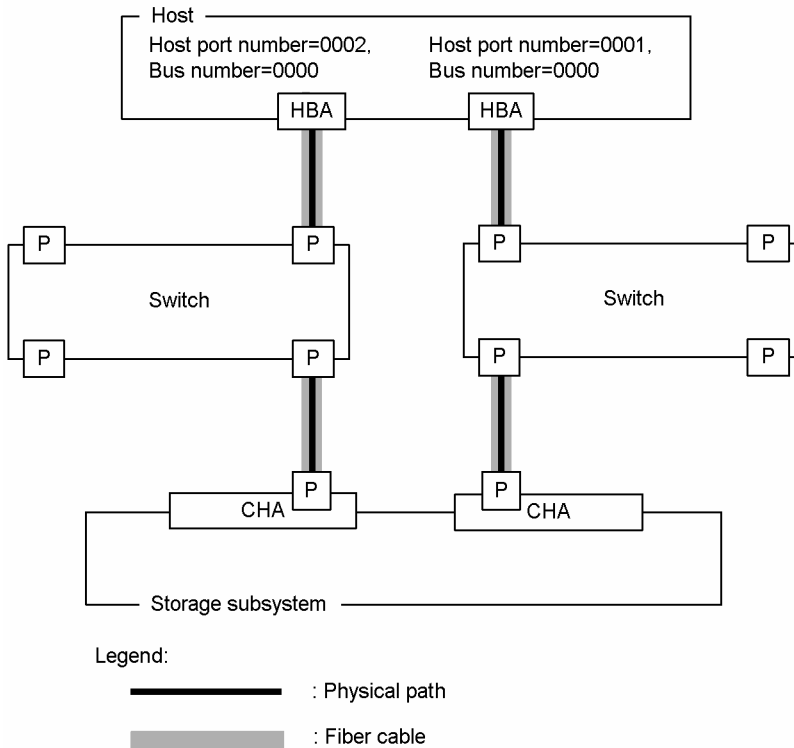 Host
Host port number=0002,
Bus number=0000
Host port number=0001,
Bus number=0000
HBA
HBA
P
P
P
P
Switch
Switch
P
P
P
P
P
P
CHA
CHA
Storage subsystem
Legend:
: Physical path
: Fiber cable